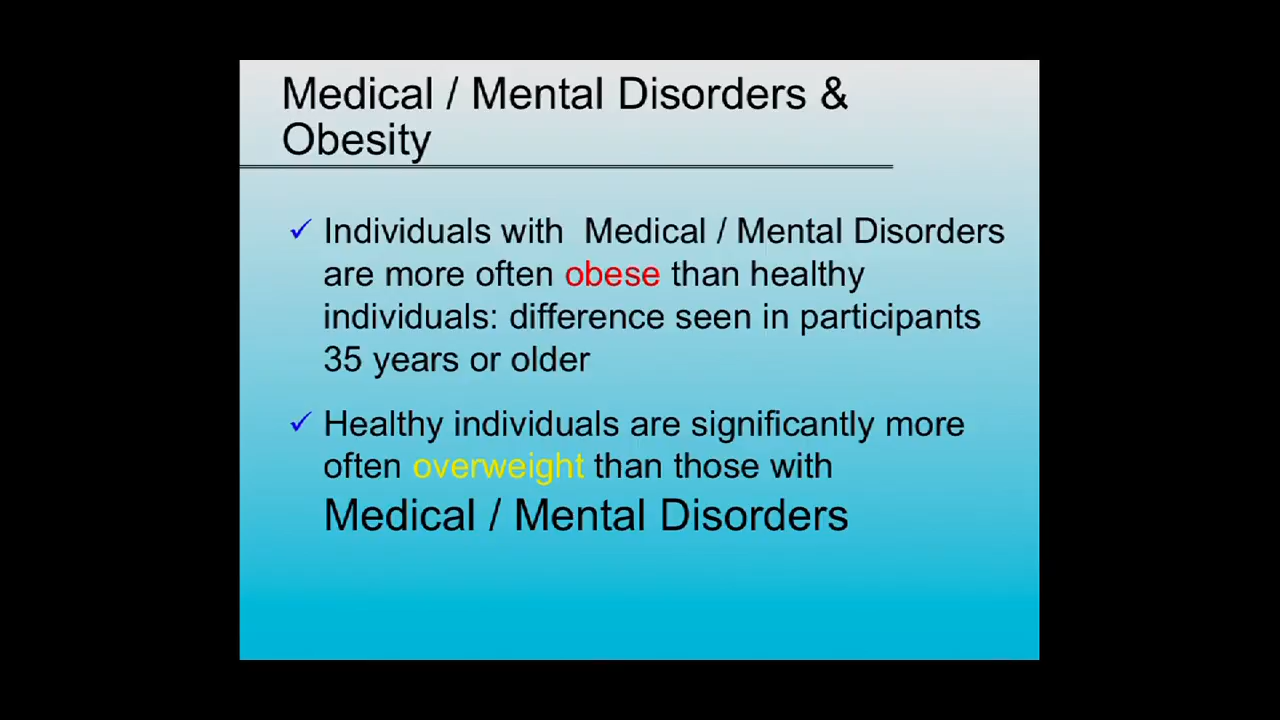 Medical / Mental Disorders &
Obesity
✓ Individuals with  Medical / Mental Disorders
are more often obese than healthy
individuals: difference seen in participants
35 years or older
✓ Healthy individuals are significantly more
often overweight than those with
Medical / Mental Disorders